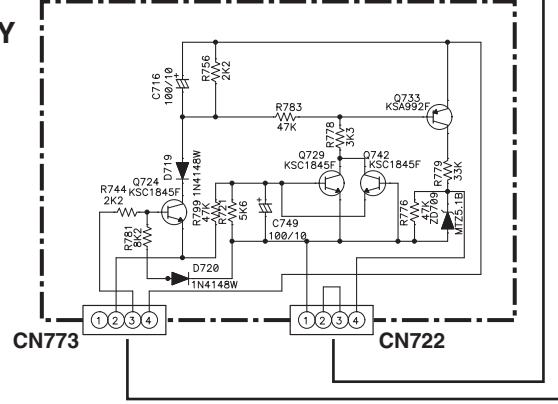 Y
C716
100/10
R756
2K2
R783
47K
Q733
KSA992F
R778
3K3
D719
1N4148W
Q729
KSC1845F
Q742
KSC1845F
R779
33K
Q724
KSC1845F
R744
2K2
R781
8K2
R799
47K
5K6
C749
100/10
R776
47K
ZD709
MTZ5.1B
D720
1N4148W
1 2 3 4
CN773
1 2 3 4
CN722